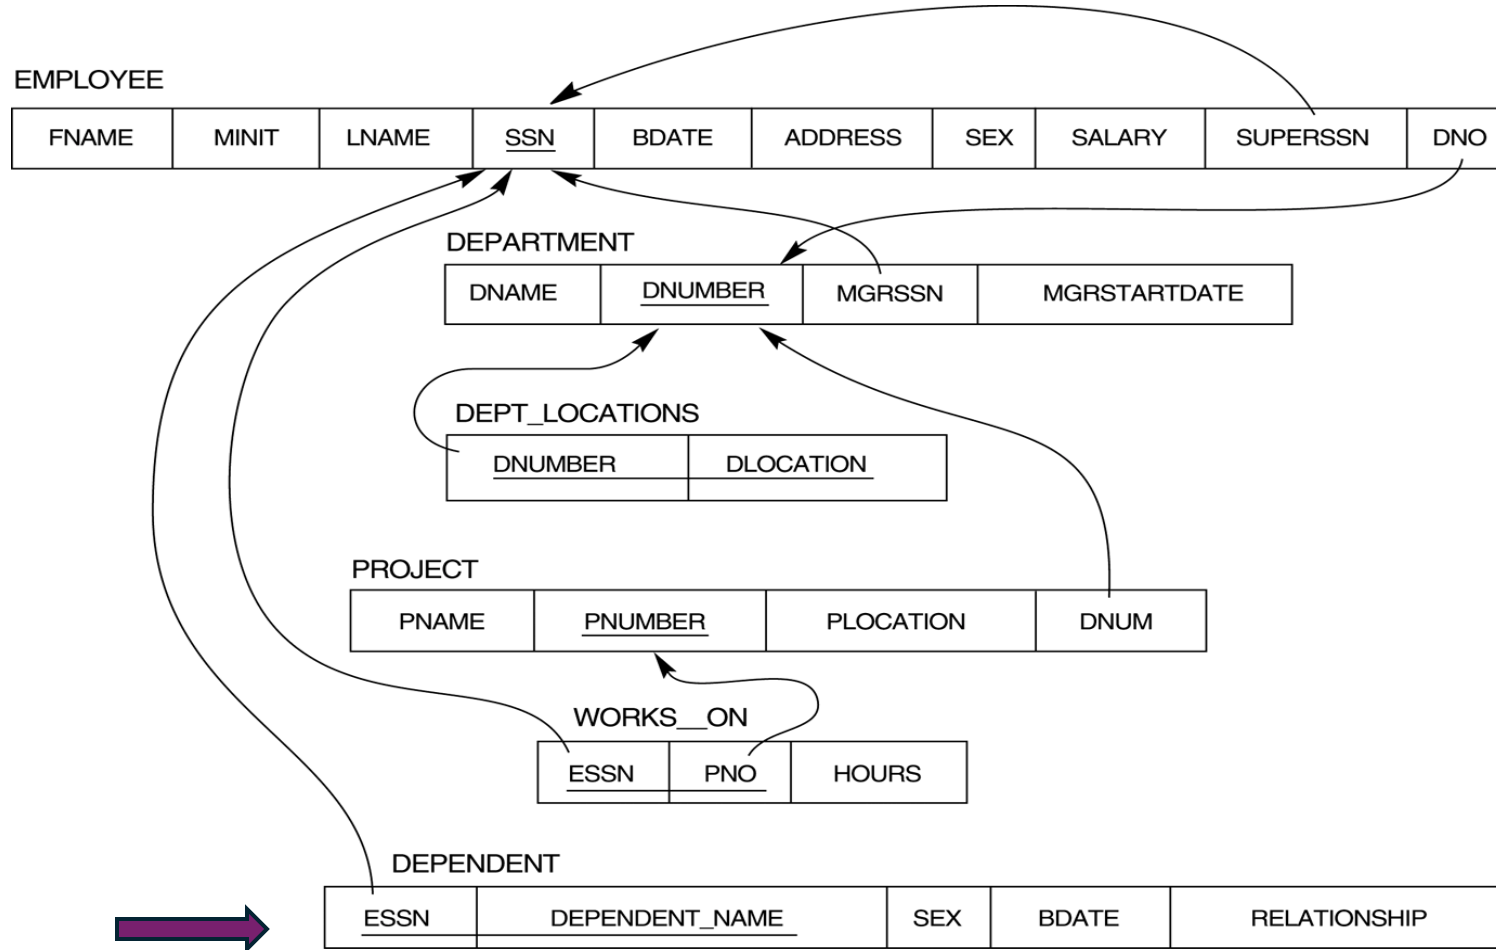 EMPLOYEE
FNAME MINIT LNAME SSN BDATE ADDRESS SEX SALARY SUPERSSN DNO
DEPARTMENT
DNAME DNUMBER MGRSSN MGRSTARTDATE
DEPT_LOCATIONS
DNUMBER DLOCATION
PROJECT
PNAME PNUMBER PLOCATION DNUM
WORKS__ON
ESSN PNO HOURS
DEPENDENT
ESSN DEPENDENT_NAME SEX BDATE RELATIONSHIP